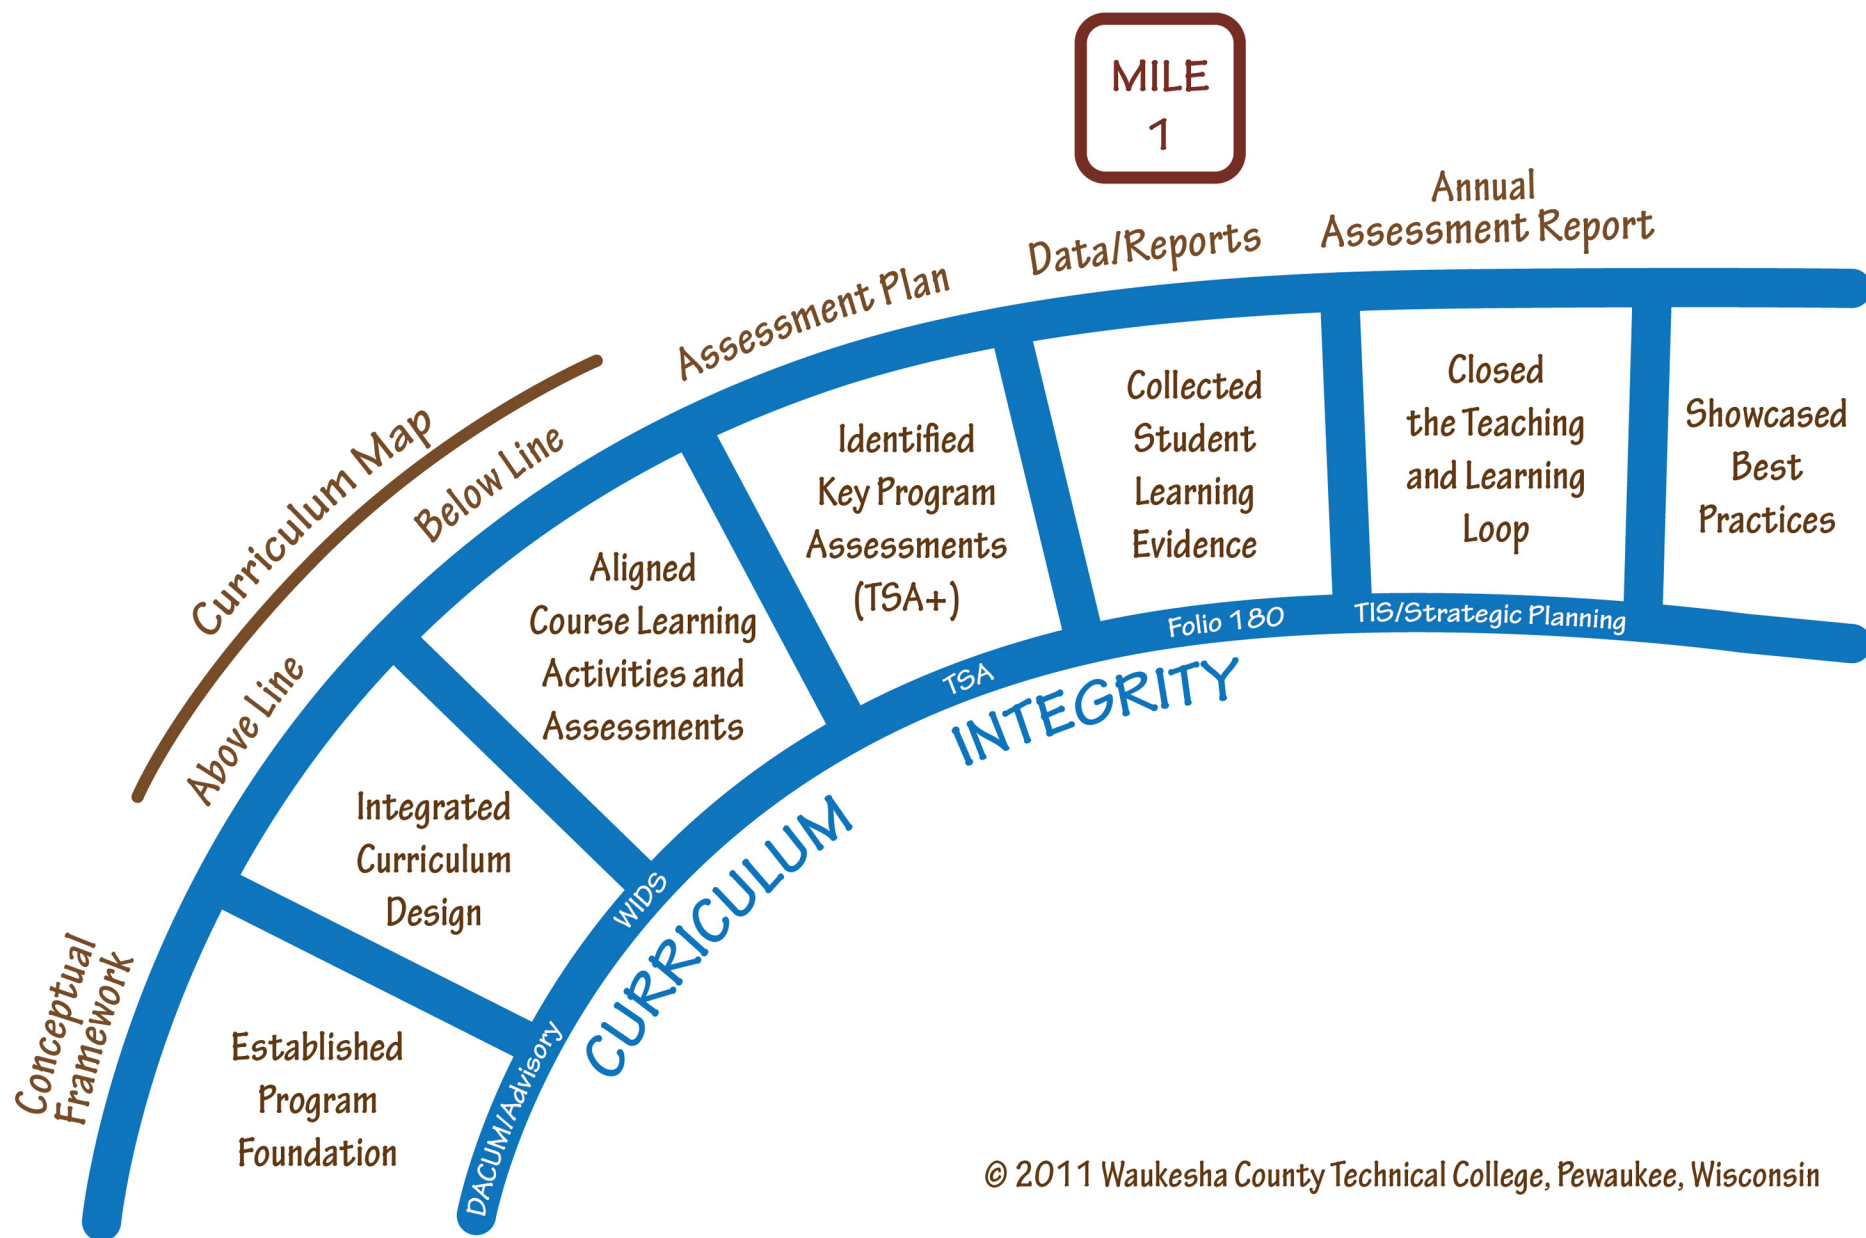 MILE
1
Annual
Assessment Report
Data/Reports
Assessment Plan
Curriculum Map
Below Line
Above Line
Conceptual
Framework
Established
Program
Foundation
Integrated
Curriculum
Design
Aligned
Course Learning
Activities and
Assessments
Identified
Key Program
Assessments
(TSA+)
Collected
Student
Learning
Evidence
Closed
the Teaching
and Learning
Loop
Showcased
Best
Practices
DACUM/Advisory
WIDS
TSA
Folio 180
TIS/Strategic Planning
CURRICULUM
INTEGRITY
© 2011 Waukesha County Technical College, Pewaukee, Wisconsin